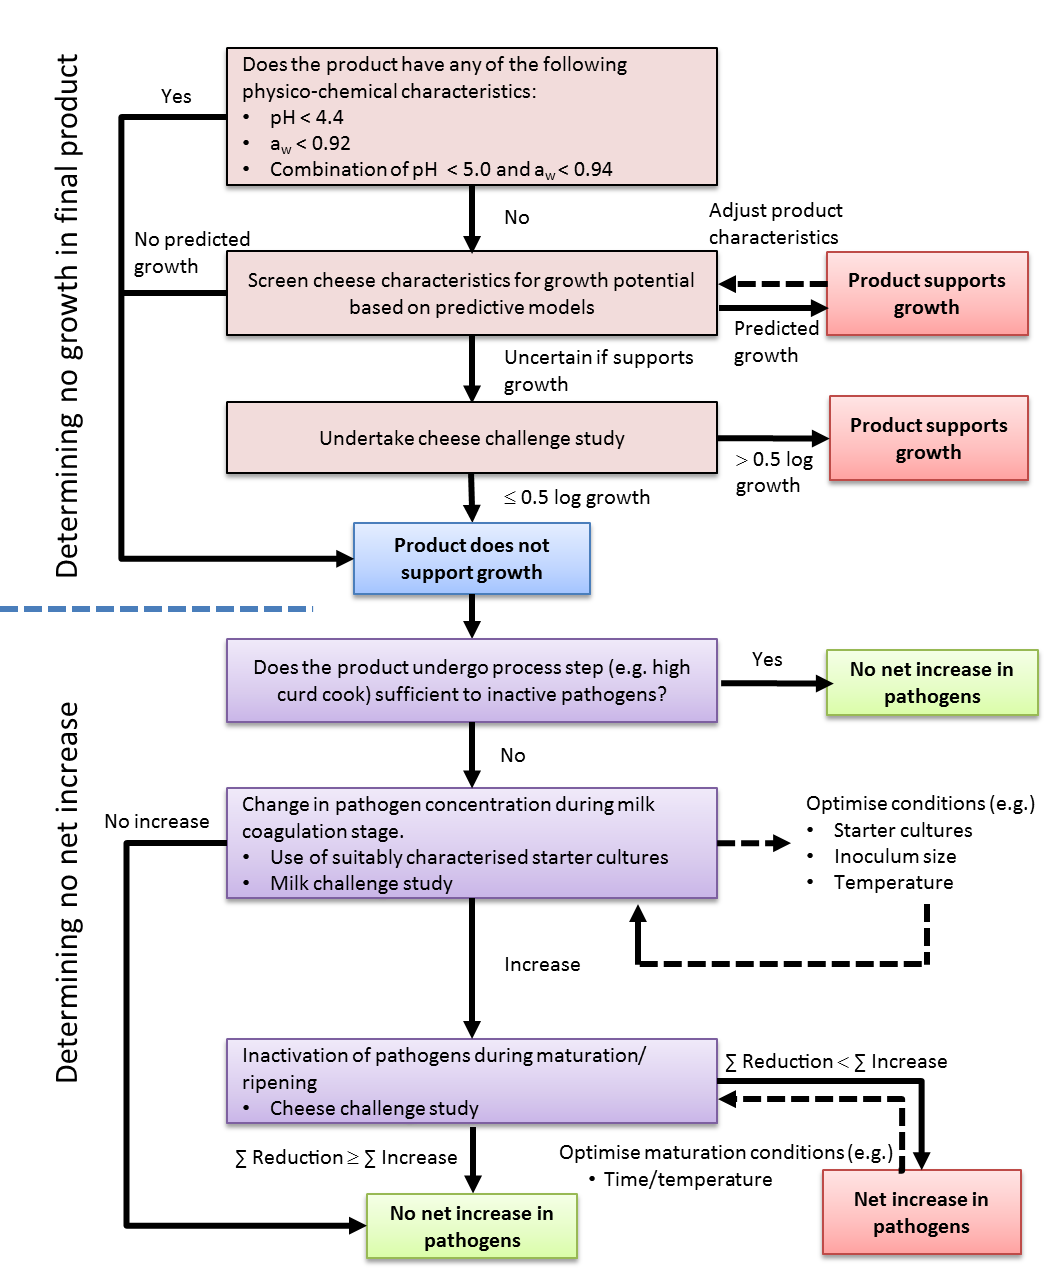 Determining no growth in final product
Does the product have any of the following
physico-chemical characteristics:
• pH < 4.4
• aw < 0.92
• Combination of pH < 5.0 and aw < 0.94
Yes
No
Adjust product
characteristics
No predicted
growth
Screen cheese characteristics for growth potential
based on predictive models
Product supports
growth
Predicted
growth
Uncertain if supports
growth
Undertake cheese challenge study
Product supports
growth
> 0.5 log
growth
≤ 0.5 log growth
Product does not
support growth
Determining no net increase
Does the product undergo process step (e.g. high
curd cook) sufficient to inactive pathogens?
Yes
No net increase in
pathogens
No
No increase
Change in pathogen concentration during milk
coagulation stage.
• Use of suitably characterised starter cultures
• Milk challenge study
Optimise conditions (e.g.)
• Starter cultures
• Inoculum size
• Temperature
Increase
Inactivation of pathogens during maturation/
ripening
• Cheese challenge study
∑ Reduction < ∑ Increase
∑ Reduction ≥ ∑ Increase
Optimise maturation conditions (e.g.)
• Time/temperature
Net increase in
pathogens
No net increase in
pathogens